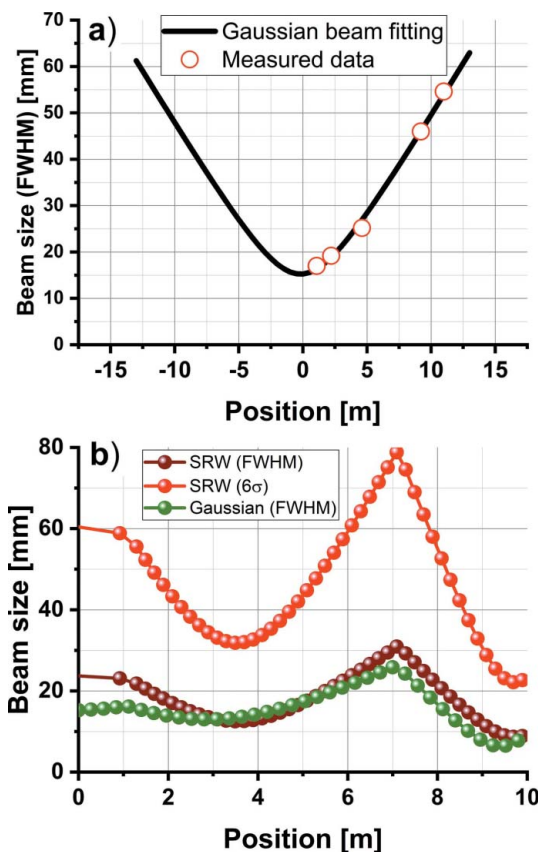 a)
Gaussian beam fitting
Measured data
Beam size (FWHM) [mm]
70
60
50
40
30
20
10
0
-15 -10 -5 0 5 10 15
Position [m]
b)
SRW (FWHM)
SRW (6σ)
Gaussian (FWHM)
Beam size [mm]
80
60
40
20
0
0 2 4 6 8 10
Position [m]